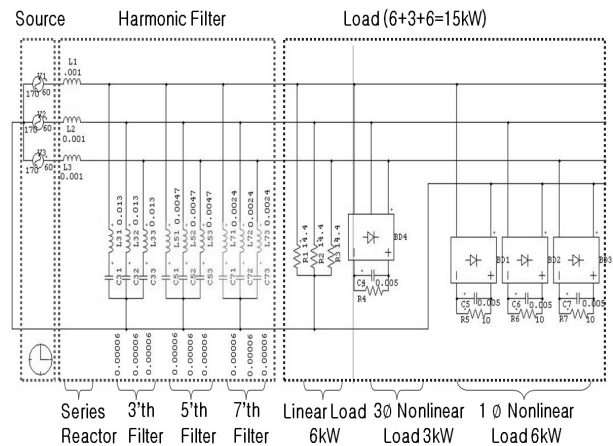 Source
Harmonic Filter
Load (6+3+6=15kW)
V1
170 60
V2
170 60
V3
170 60
L1
.001
L2
0.001
L3
0.001
L31 0.013
L32 0.013
L33 0.013
L51 0.0047
L52 0.0047
L53 0.0047
L71 0.0024
L72 0.0024
L73 0.0024
C31
C32
C33
C51
C52
C53
C71
C72
C73
0.00006
0.00006
0.00006
0.00006
0.00006
0.00006
0.00006
0.00006
0.00006
R1 14.4
R2 14.4
R3 14.4
BD4
C4 0.005
R4
BD1
C5 0.005
R5 10
BD2
C6 0.005
R6 10
BD3
C7 0.005
R7 10
Series
Reactor
3'th
Filter
5'th
Filter
7'th
Filter
Linear Load
6kW
3Ø Nonlinear
Load 3kW
1 Ø Nonlinear
Load 6kW